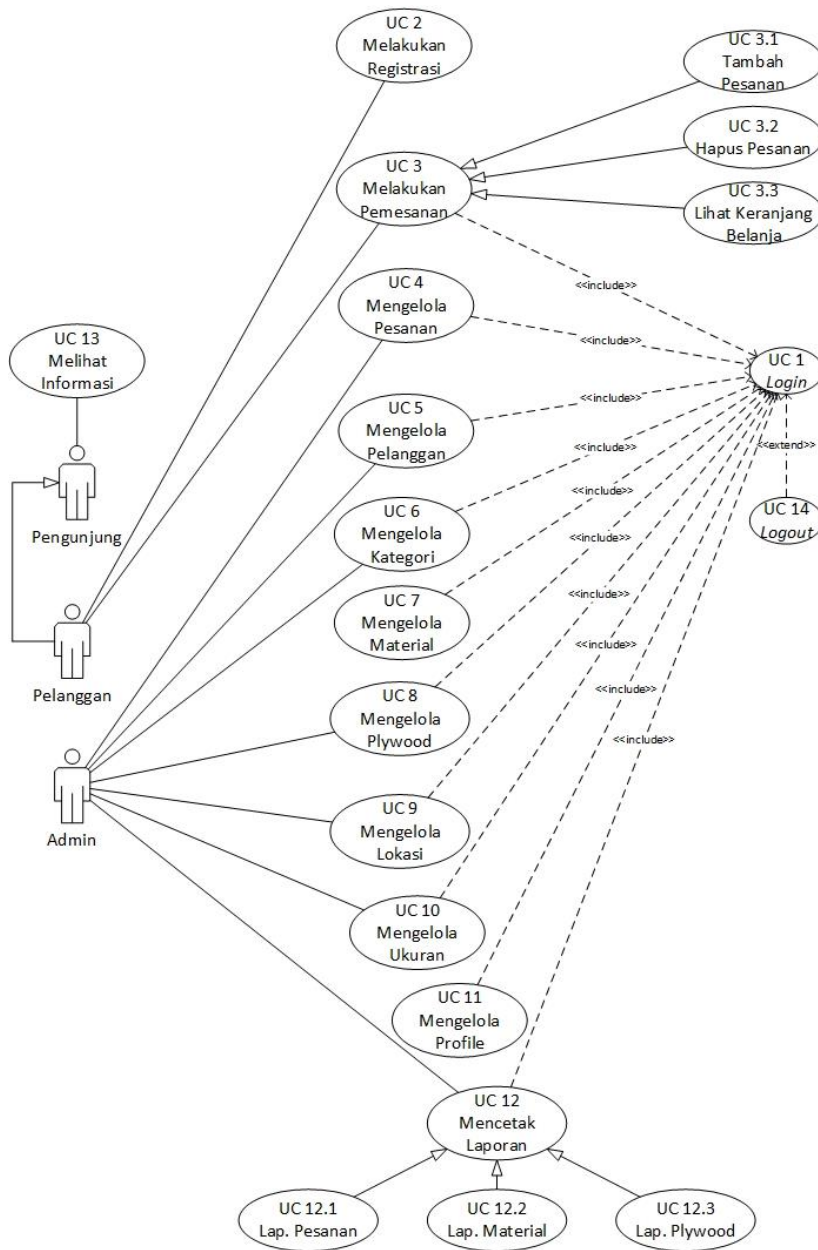 UC 2
Melakukan
Registrasi
UC 3.1
Tambah
Pesanan
UC 3.2
Hapus Pesanan
UC 3
Melakukan
Pemesanan
UC 3.3
Lihat Keranjang
Belanja
UC 4
Mengelola
Pesanan
<<include>>
<<include>>
UC 13
Melihat
Informasi
UC 1
Login
UC 5
Mengelola
Pelanggan
<<include>>
<<extend>>
UC 6
Mengelola
Kategori
<<include>>
<<include>>
UC 14
Logout
Pengunjung
<<include>>
UC 7
Mengelola
Material
<<include>>
<<include>>
Pelanggan
UC 8
Mengelola
Plywood
<<include>>
<<include>>
Admin
UC 9
Mengelola
Lokasi
UC 10
Mengelola
Ukuran
UC 11
Mengelola
Profile
UC 12
Mencetak
Laporan
UC 12.1
Lap. Pesanan
UC 12.2
Lap. Material
UC 12.3
Lap. Plywood